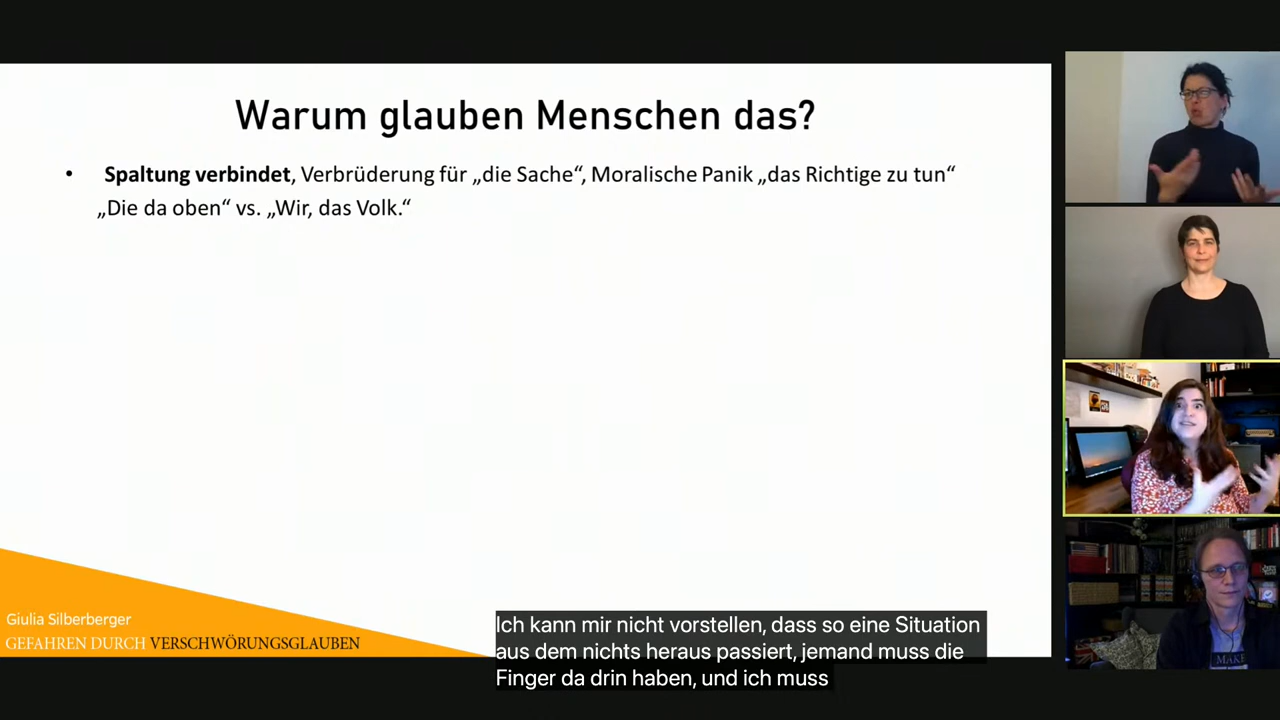 Warum glauben Menschen das?
• Spaltung verbindet, Verbrüderung für „die Sache“, Moralische Panik „das Richtige zu tun“
„Die da oben“ vs. „Wir, das Volk.“
Giulia Silberberger
GEFAHREN DURCH VERSCHWÖRUNGSGLAUBEN
Ich kann mir nicht vorstellen, dass so eine Situation
aus dem nichts heraus passiert, jemand muss die
Finger da drin haben, und ich muss
MAKE